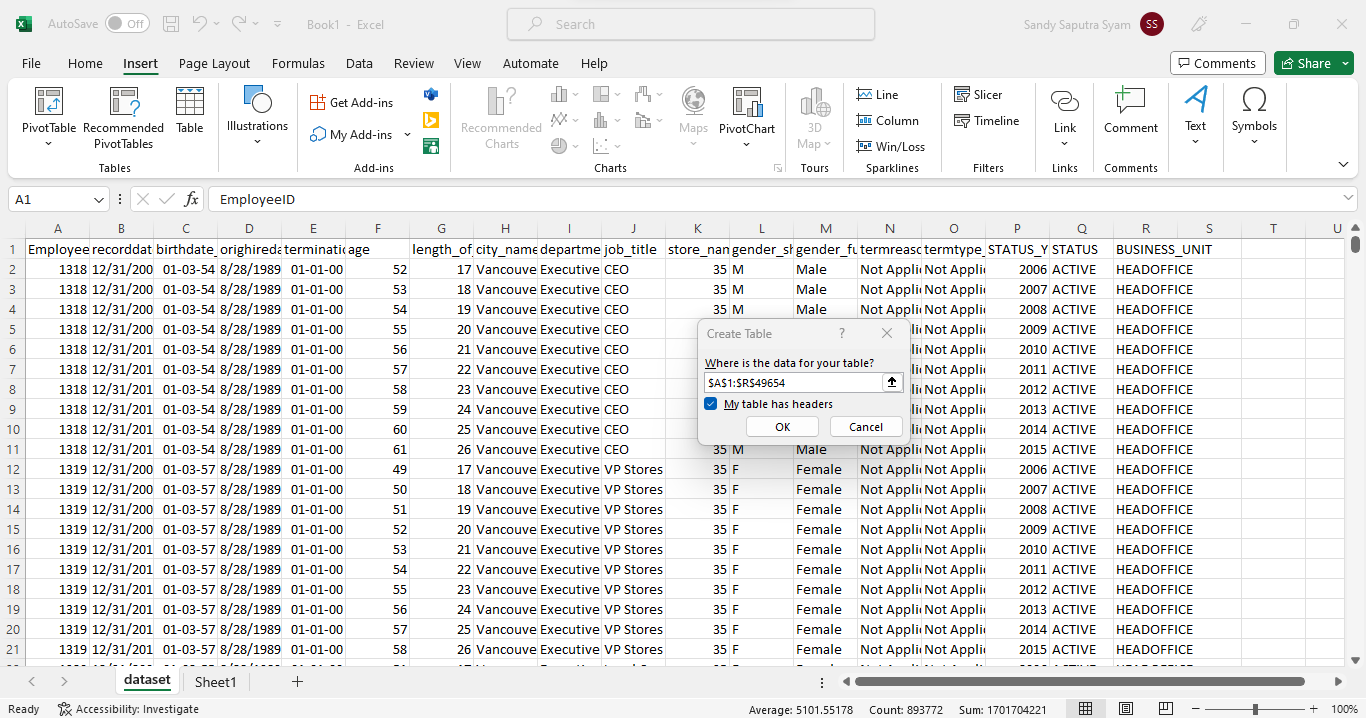 AutoSave Off Book1 - Excel Search Sandy Saputra Syam SS
File Home Insert Page Layout Formulas Data Review View Automate Help Comments Share
PivotTable Recommended PivotTables Table Illustrations Get Add-ins My Add-ins Recommended Charts Maps PivotChart 3D Map Line Column Win/Loss Slicer Timeline Link Comment Text Symbols
Tables Add-ins Charts Tours Sparklines Filters Links Comments
A1 fx EmployeeID
A B C D E F G H I J K L M N O P Q R S T U
1 Employee recorddat birthdate_ orighireda terminatio age length_of_ city_name departme job_title store_nam gender_sh gender_fu termreaso termtype_ STATUS_Y STATUS BUSINESS_UNIT
2 1318 12/31/200 01-03-54 8/28/1989 01-01-00 52 17 Vancouve Executive CEO 35 M Male Not Appli Not Appli 2006 ACTIVE HEADOFFICE
3 1318 12/31/200 01-03-54 8/28/1989 01-01-00 53 18 Vancouve Executive CEO 35 M Male Not Appli Not Appli 2007 ACTIVE HEADOFFICE
4 1318 12/31/200 01-03-54 8/28/1989 01-01-00 54 19 Vancouve Executive CEO 35 M Male Not Appli Not Appli 2008 ACTIVE HEADOFFICE
5 1318 12/31/200 01-03-54 8/28/1989 01-01-00 55 20 Vancouve Executive CEO Not Appli 2009 ACTIVE HEADOFFICE
6 1318 12/31/201 01-03-54 8/28/1989 01-01-00 56 21 Vancouve Executive CEO Not Appli 2010 ACTIVE HEADOFFICE
7 1318 12/31/201 01-03-54 8/28/1989 01-01-00 57 22 Vancouve Executive CEO Not Appli 2011 ACTIVE HEADOFFICE
8 1318 12/31/201 01-03-54 8/28/1989 01-01-00 58 23 Vancouve Executive CEO Not Appli 2012 ACTIVE HEADOFFICE
9 1318 12/31/201 01-03-54 8/28/1989 01-01-00 59 24 Vancouve Executive CEO Not Appli 2013 ACTIVE HEADOFFICE
10 1318 12/31/201 01-03-54 8/28/1989 01-01-00 60 25 Vancouve Executive CEO Not Appli 2014 ACTIVE HEADOFFICE
11 1318 12/31/201 01-03-54 8/28/1989 01-01-00 61 26 Vancouve Executive CEO 35 M Male Not Appli Not Appli 2015 ACTIVE HEADOFFICE
12 1319 12/31/200 01-03-57 8/28/1989 01-01-00 49 17 Vancouve Executive VP Stores 35 F Female Not Appli Not Appli 2006 ACTIVE HEADOFFICE
13 1319 12/31/200 01-03-57 8/28/1989 01-01-00 50 18 Vancouve Executive VP Stores 35 F Female Not Appli Not Appli 2007 ACTIVE HEADOFFICE
14 1319 12/31/200 01-03-57 8/28/1989 01-01-00 51 19 Vancouve Executive VP Stores 35 F Female Not Appli Not Appli 2008 ACTIVE HEADOFFICE
15 1319 12/31/200 01-03-57 8/28/1989 01-01-00 52 20 Vancouve Executive VP Stores 35 F Female Not Appli Not Appli 2009 ACTIVE HEADOFFICE
16 1319 12/31/201 01-03-57 8/28/1989 01-01-00 53 21 Vancouve Executive VP Stores 35 F Female Not Appli Not Appli 2010 ACTIVE HEADOFFICE
17 1319 12/31/201 01-03-57 8/28/1989 01-01-00 54 22 Vancouve Executive VP Stores 35 F Female Not Appli Not Appli 2011 ACTIVE HEADOFFICE
18 1319 12/31/201 01-03-57 8/28/1989 01-01-00 55 23 Vancouve Executive VP Stores 35 F Female Not Appli Not Appli 2012 ACTIVE HEADOFFICE
19 1319 12/31/201 01-03-57 8/28/1989 01-01-00 56 24 Vancouve Executive VP Stores 35 F Female Not Appli Not Appli 2013 ACTIVE HEADOFFICE
20 1319 12/31/201 01-03-57 8/28/1989 01-01-00 57 25 Vancouve Executive VP Stores 35 F Female Not Appli Not Appli 2014 ACTIVE HEADOFFICE
21 1319 12/31/201 01-03-57 8/28/1989 01-01-00 58 26 Vancouve Executive VP Stores 35 F Female Not Appli Not Appli 2015 ACTIVE HEADOFFICE
Create Table ?
Where is the data for your table?
$A$1:$R$49654
My table has headers
OK Cancel
dataset Sheet1
Ready Accessibility: Investigate Average: 5101.55178 Count: 893772 Sum: 1701704221 100%